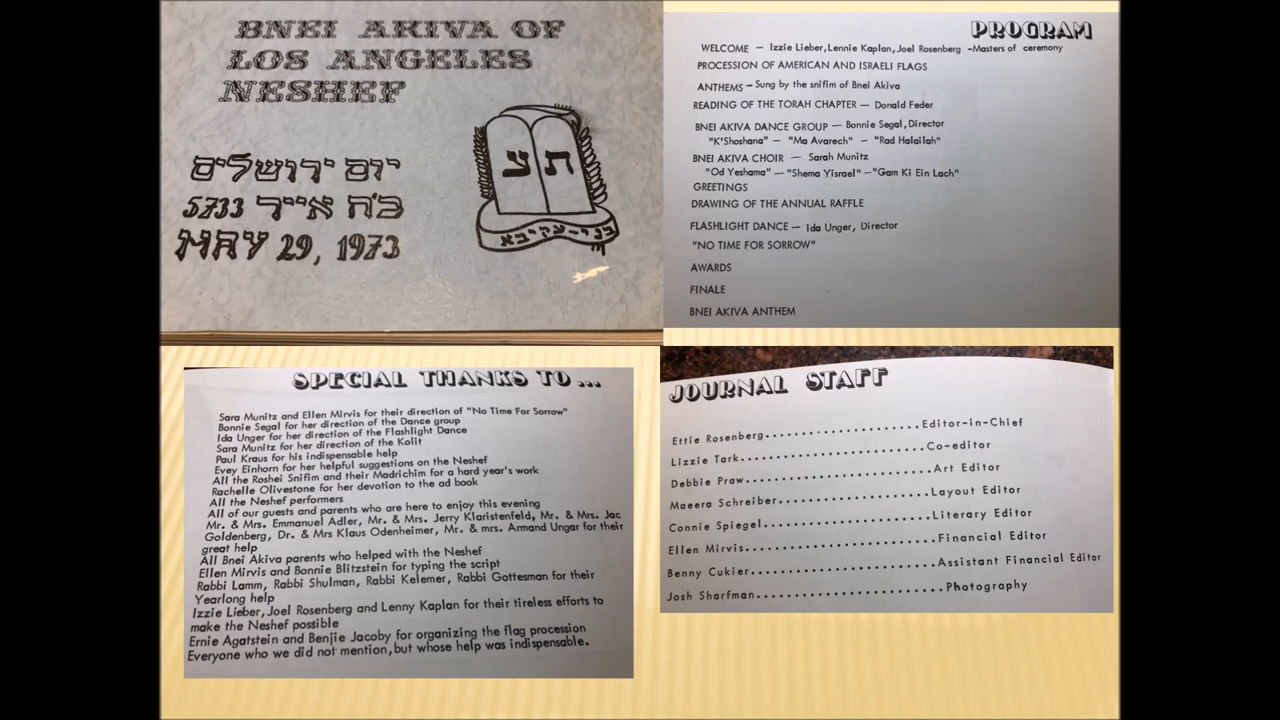 BNEI AKIVA OF
LOS ANGELES
NESHEF
יום ירושלים
כ״ח אייר 5733
MAY 29, 1973
תצ
בני-עקיבא
PROGRAM
WELCOME – Izzie Lieber, Lennie Kaplan, Joel Rosenberg -Masters of ceremony
PROCESSION OF AMERICAN AND ISRAELI FLAGS
ANTHEMS – Sung by the snifim of Bnei Akiva
READING OF THE TORAH CHAPTER – Donald Feder
BNEI AKIVA DANCE GROUP – Bonnie Segal, Director
"K'Shoshana" – "Ma Avarech" – "Rad Halailah"
BNEI AKIVA CHOIR – Sarah Munitz
"Od Yeshama" – "Shema Yisrael" – "Gam Ki Ein Lach"
GREETINGS
DRAWING OF THE ANNUAL RAFFLE
FLASHLIGHT DANCE – Ida Unger, Director
"NO TIME FOR SORROW"
AWARDS
FINALE
BNEI AKIVA ANTHEM
SPECIAL THANKS TO ...
Sara Munitz and Ellen Mirvis for their direction of "No Time For Sorrow"
Bonnie Segal for her direction of the Dance group
Ida Unger for her direction of the Flashlight Dance
Sara Munitz for her direction of the Kolit
Paul Kraus for his indispensable help
Evey Einhorn for her helpful suggestions on the Neshef
All the Roshei Snifim and their Madrichim for a hard year's work
Rachelle Olivestone for her devotion to the ad book
All the Neshef performers
All of our guests and parents who are here to enjoy this evening
Mr. & Mrs. Emmanuel Adler, Mr. & Mrs. Jerry Klaristenfeld, Mr. & Mrs. Jac
Goldenberg, Dr. & Mrs Klaus Odenheimer, Mr. & mrs. Armand Ungar for their
great help
All Bnei Akiva parents who helped with the Neshef
Ellen Mirvis and Bonnie Blitzstein for typing the script
Rabbi Lamm, Rabbi Shulman, Rabbi Kelemer, Rabbi Gottesman for their
Yearlong help
Izzie Lieber, Joel Rosenberg and Lenny Kaplan for their tireless efforts to
make the Neshef possible
Ernie Agatstein and Benjie Jacoby for organizing the flag procession
Everyone who we did not mention, but whose help was indispensable.
JOURNAL STAFF
Ettie Rosenberg....................Editor-in-Chief
Lizzie Tark........................Co-editor
Debbie Praw........................Art Editor
Maeera Schreiber...................Layout Editor
Connie Spiegel.....................Literary Editor
Ellen Mirvis.......................Financial Editor
Benny Cukier.......................Assistant Financial Editor
Josh Sharfman......................Photography